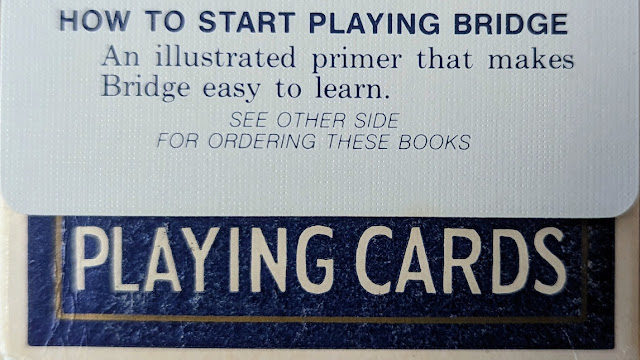 HOW TO START PLAYING BRIDGE
An illustrated primer that makes
Bridge easy to learn.
SEE OTHER SIDE
FOR ORDERING THESE BOOKS
PLAYING CARDS